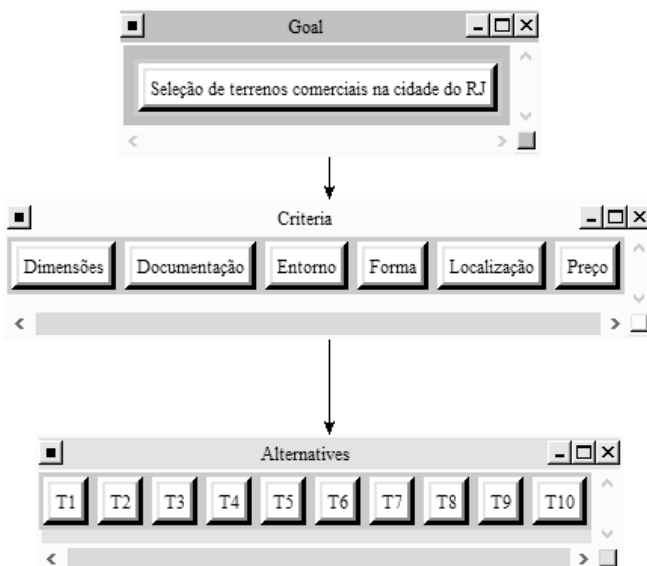 Goal
Seleção de terrenos comerciais na cidade do RJ
Criteria
Dimensões Documentação Entorno Forma Localização Preço
Alternatives
T1 T2 T3 T4 T5 T6 T7 T8 T9 T10